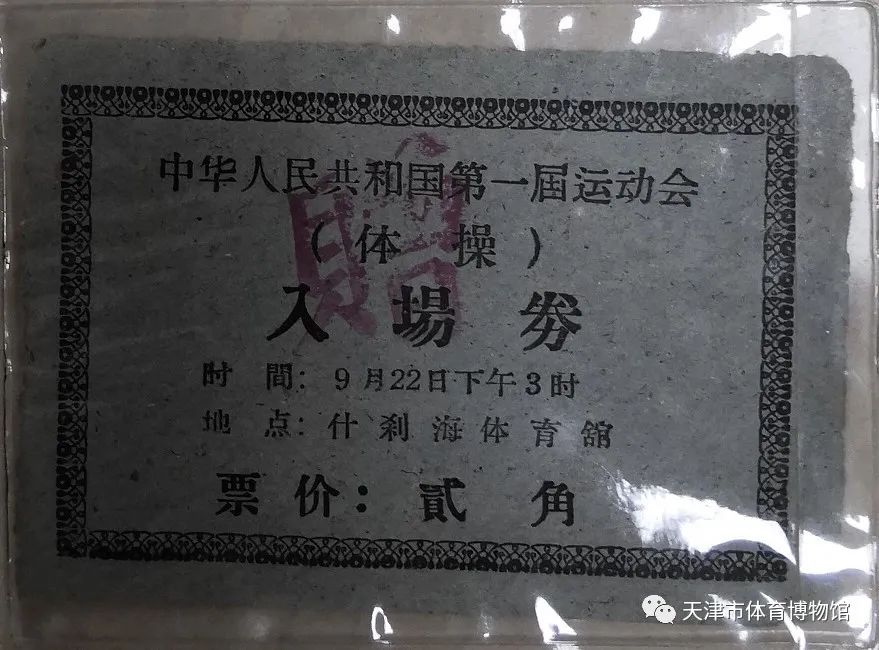 中华人民共和国第一届运动会
（体 操）
入場券
时 間：9月22日下午3时
地 点：什刹海体育舘
票价：貳角
赠
天津市体育博物馆